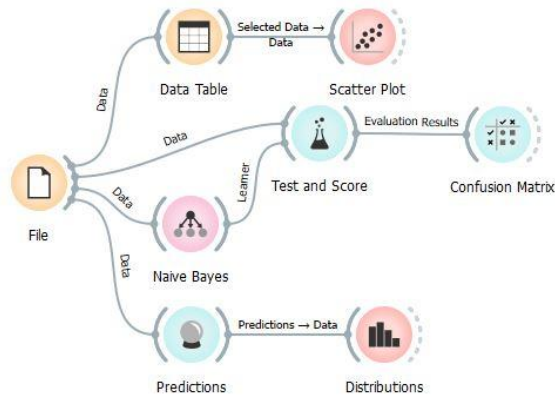 Selected Data → Data
Data Table
Scatter Plot
Data
Data
Evaluation Results
Test and Score
Confusion Matrix
Learner
Data
File
Naive Bayes
Data
Predictions → Data
Predictions
Distributions